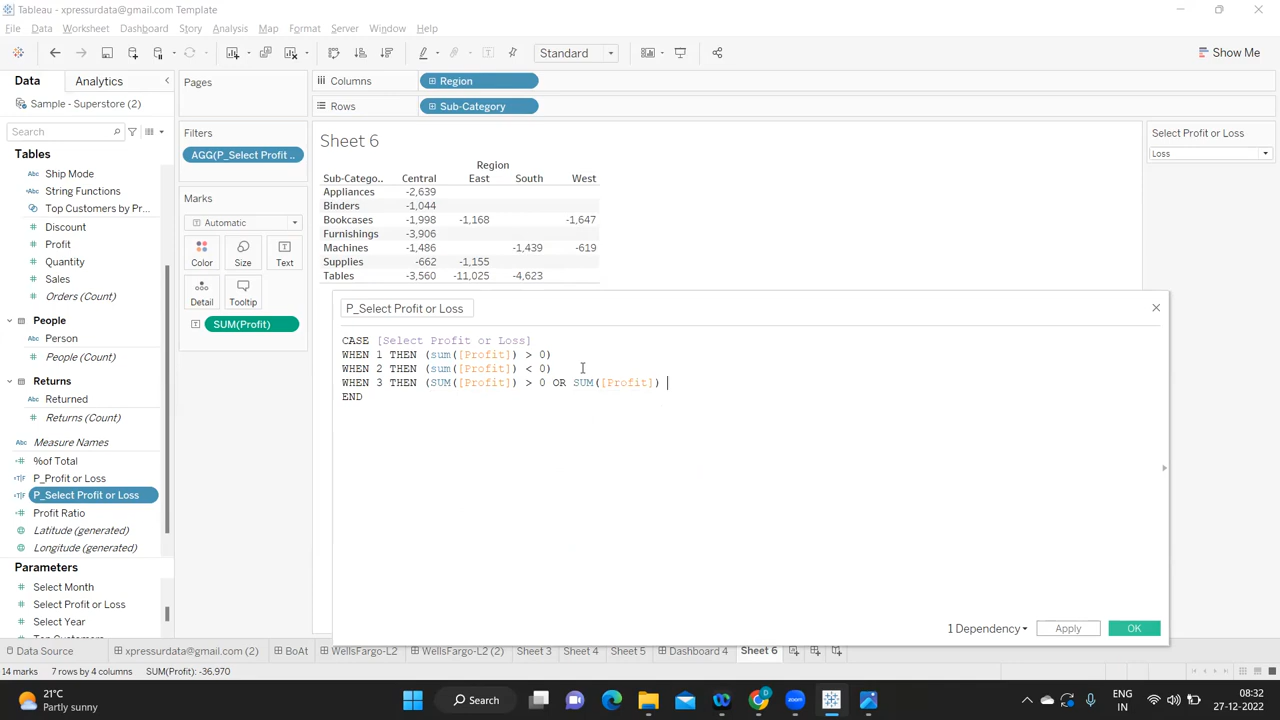 Tableau - xpressurdata@gmail.com Template
File Data Worksheet Dashboard Story Analysis Map Format Server Window Help
Standard
Show Me
Data Analytics
Pages
Columns Region
Sample - Superstore (2)
Rows Sub-Category
Search
Filters
Sheet 6
Select Profit or Loss
Tables
AGG(P_Select Profit ..
Loss
Region
Abc Ship Mode
Sub-Catego.. Central East South West
Abc String Functions
Marks
Appliances -2,639
Top Customers by Pr...
Binders -1,044
Discount
Automatic
Bookcases -1,998 -1,168 -1,647
Profit
Furnishings -3,906
Quantity
Color Size Text
Machines -1,486 -1,439 -619
Sales
Supplies -662 -1,155
Orders (Count)
Detail Tooltip
Tables -3,560 -11,025 -4,623
People
T SUM(Profit)
Abc Person
People (Count)
Returns
Abc Returned
Returns (Count)
Abc Measure Names
%of Total
T|F P_Profit or Loss
T|F P_Select Profit or Loss
Profit Ratio
Latitude (generated)
Longitude (generated)
Parameters
Select Month
Select Profit or Loss
Select Year
P_Select Profit or Loss
CASE [Select Profit or Loss]
WHEN 1 THEN (sum([Profit]) > 0)
WHEN 2 THEN (sum([Profit]) < 0)
WHEN 3 THEN (SUM([Profit]) > 0 OR SUM([Profit])
END
1 Dependency Apply OK
Data Source xpressurdata@gmail.com (2) BoAt WellsFargo-L2 WellsFargo-L2 (2) Sheet 3 Sheet 4 Sheet 5 Dashboard 4 Sheet 6
14 marks 7 rows by 4 columns SUM(Profit): -36,970
21°C
Partly sunny
Search
ENG
IN
08:32
27-12-2022